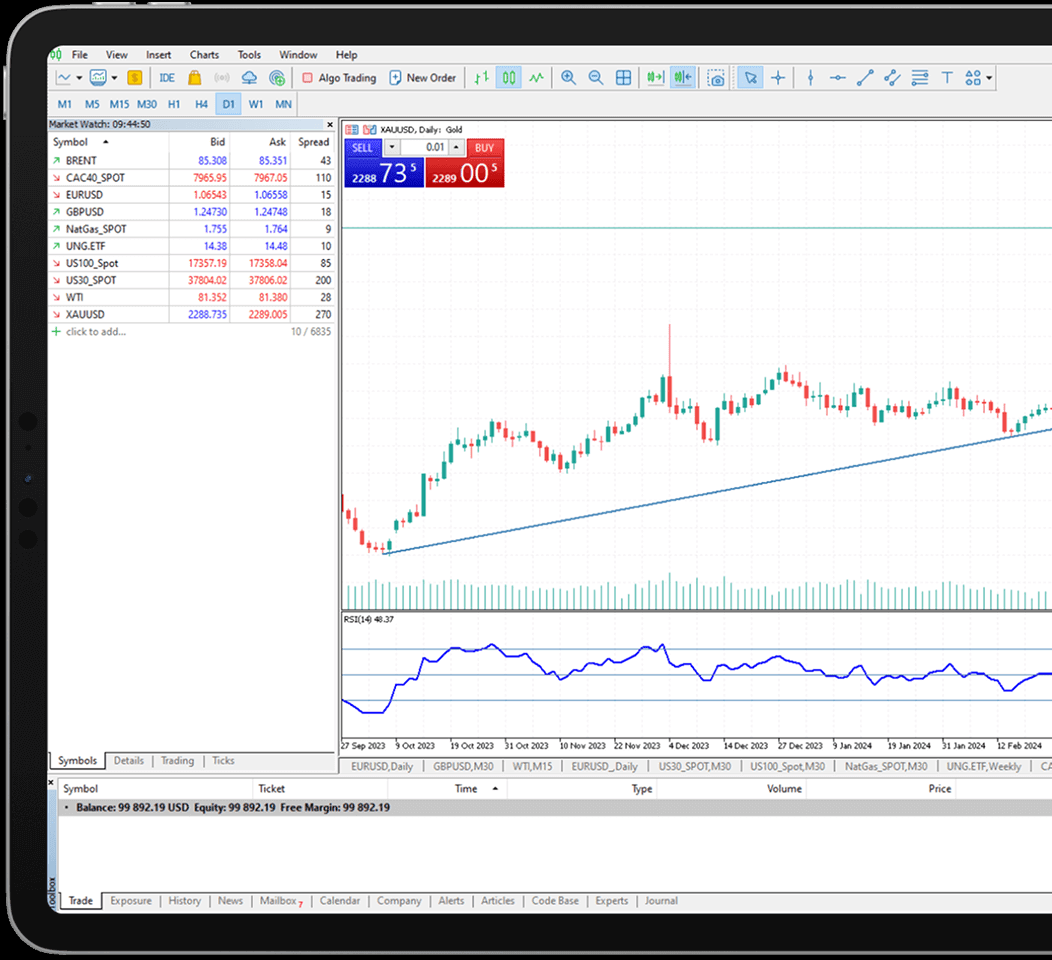 File View Insert Charts Tools Window Help
$ IDE Algo Trading New Order T
M1 M5 M15 M30 H1 H4 D1 W1 MN
Market Watch: 09:44:50
Symbol Bid Ask Spread
BRENT 85.308 85.351 43
CAC40_SPOT 7965.95 7967.05 110
EURUSD 1.06543 1.06558 15
GBPUSD 1.24730 1.24748 18
NatGas_SPOT 1.755 1.764 9
UNG.ETF 14.38 14.48 10
US100_Spot 17357.19 17358.04 85
US30_SPOT 37804.02 37806.02 200
WTI 81.352 81.380 28
XAUUSD 2288.735 2289.005 270
click to add... 10 / 6835
Symbols Details Trading Ticks
XAUUSD, Daily: Gold
SELL 0.01 BUY
2288 73 5 2289 00 5
RSI(14) 48.37
27 Sep 2023 9 Oct 2023 19 Oct 2023 31 Oct 2023 10 Nov 2023 22 Nov 2023 4 Dec 2023 14 Dec 2023 27 Dec 2023 9 Jan 2024 19 Jan 2024 31 Jan 2024 12 Feb 2024
EURUSD,Daily GBPUSD,M30 WTI,M15 EURUSD_,Daily US30_SPOT,M30 US100_Spot,M30 NatGas_SPOT,M30 UNG.ETF,Weekly CA
Symbol Ticket Time Type Volume Price
Balance: 99 892.19 USD Equity: 99 892.19 Free Margin: 99 892.19
Toolbox
Trade Exposure History News Mailbox 7 Calendar Company Alerts Articles Code Base Experts Journal